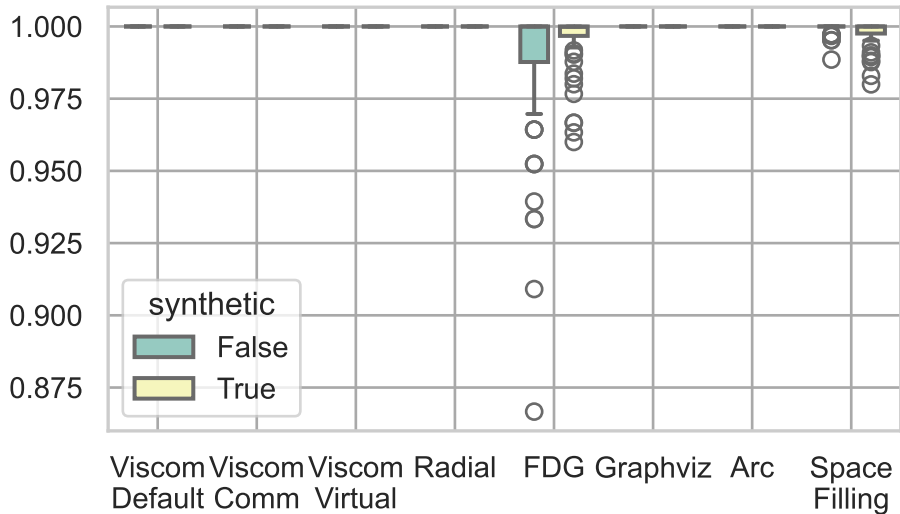 1.000
0.975
0.950
0.925
0.900
0.875
synthetic
False
True
Viscom Viscom Viscom Radial FDG Graphviz Arc Space
Default Comm Virtual Filling